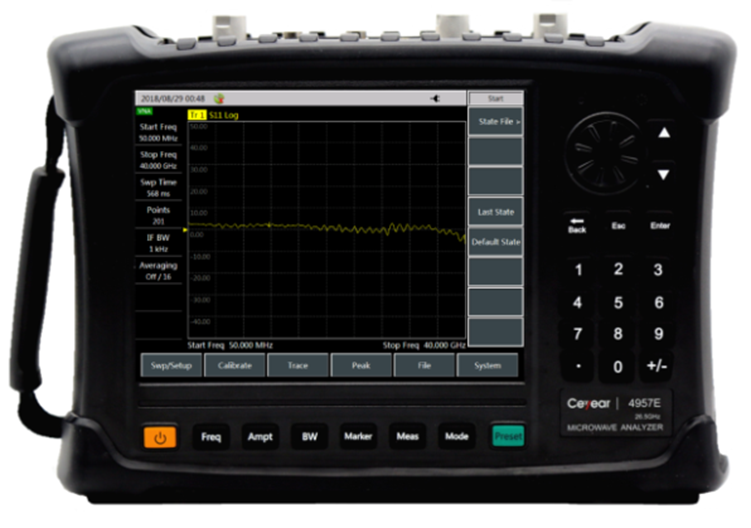 2018/08/29 00:48
Start
VNA
Tr 1 S11 Log
State File >
Start Freq
50.000 MHz
Stop Freq
40.000 GHz
Swp Time
568 ms
Points
201
IF BW
1 kHz
Averaging
Off / 16
50.00
40.00
30.00
20.00
10.00
0.00
-10.00
-20.00
-30.00
-40.00
Last State
Default State
Start Freq 50.000 MHz
Stop Freq 40.000 GHz
Swp/Setup Calibrate Trace Peak File System
Back Esc Enter
1 2 3
4 5 6
7 8 9
. 0 +/-
Ceyear | 4957E
26.5GHz
MICROWAVE ANALYZER
Freq Ampt BW Marker Meas Mode Preset